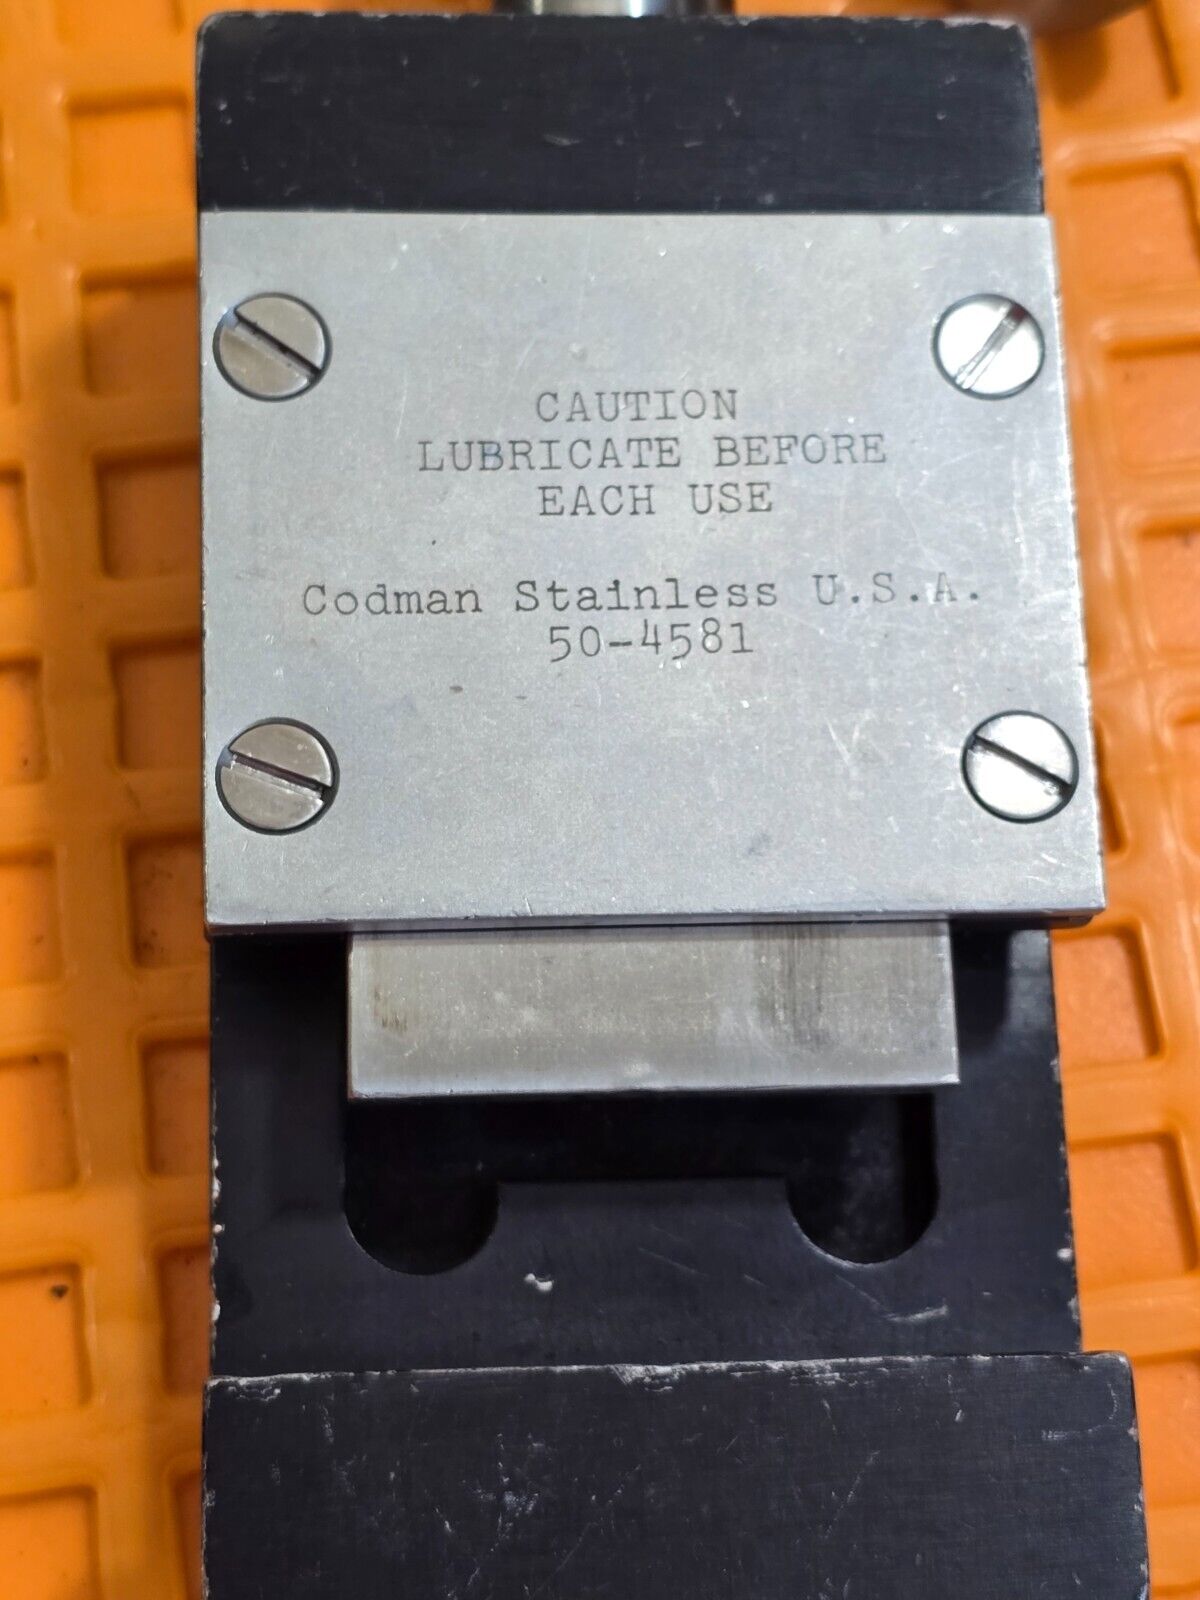 CAUTION
LUBRICATE BEFORE
EACH USE
Codman Stainless U.S.A.
50-4581